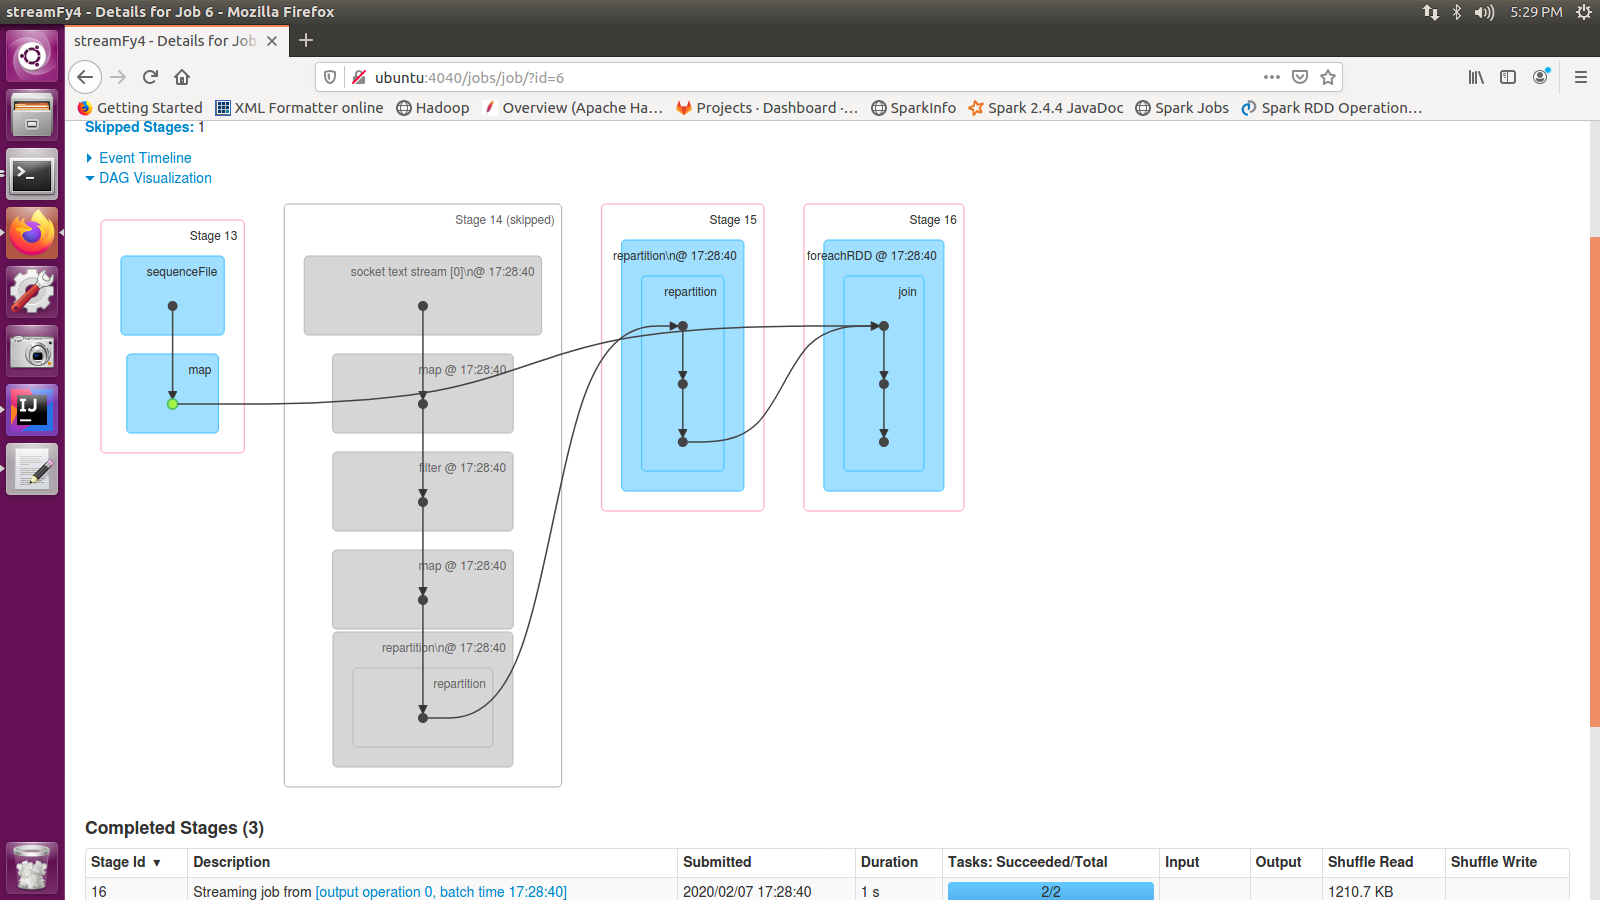 streamFy4 - Details for Job 6 - Mozilla Firefox
5:29 PM
streamFy4 - Details for Job
ubuntu:4040/jobs/job/?id=6
Getting Started
XML Formatter online
Hadoop
Overview (Apache Ha…
Projects · Dashboard ·…
SparkInfo
Spark 2.4.4 JavaDoc
Spark Jobs
Spark RDD Operation…
Skipped Stages: 1
Event Timeline
DAG Visualization
Stage 13
sequenceFile
map
Stage 14 (skipped)
socket text stream [0]\n@ 17:28:40
map @ 17:28:40
filter @ 17:28:40
map @ 17:28:40
repartition\n@ 17:28:40
repartition
Stage 15
repartition\n@ 17:28:40
repartition
Stage 16
foreachRDD @ 17:28:40
join
Completed Stages (3)
Stage Id ▼ Description Submitted Duration Tasks: Succeeded/Total Input Output Shuffle Read Shuffle Write
16 Streaming job from [output operation 0, batch time 17:28:40] 2020/02/07 17:28:40 1 s 2/2 1210.7 KB